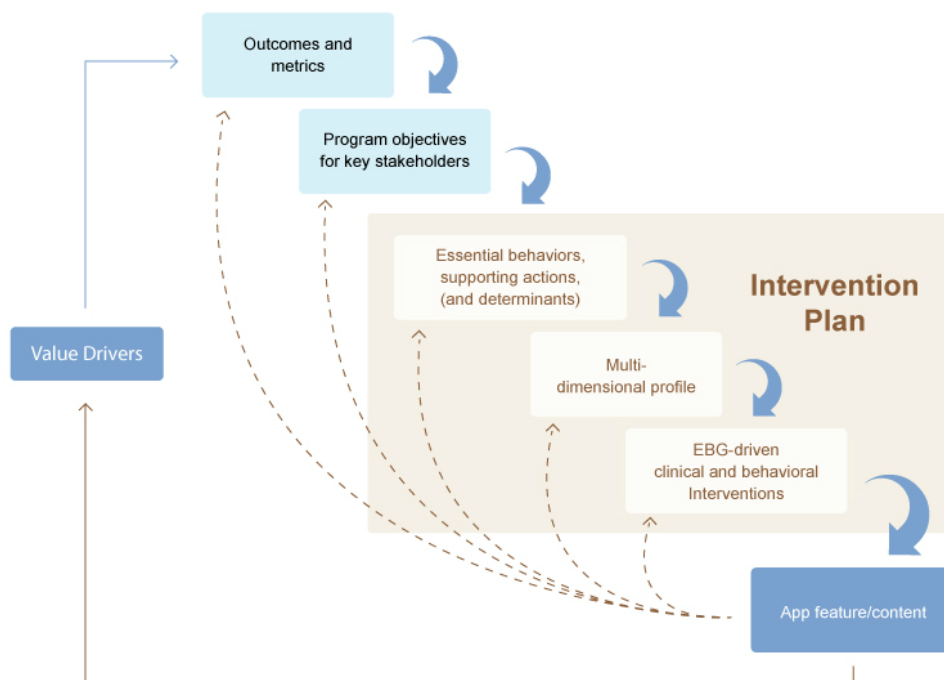 Outcomes and
metrics
Program objectives
for key stakeholders
Essential behaviors,
supporting actions,
(and determinants)
Intervention
Plan
Value Drivers
Multi-
dimensional profile
EBG-driven
clinical and behavioral
Interventions
App feature/content